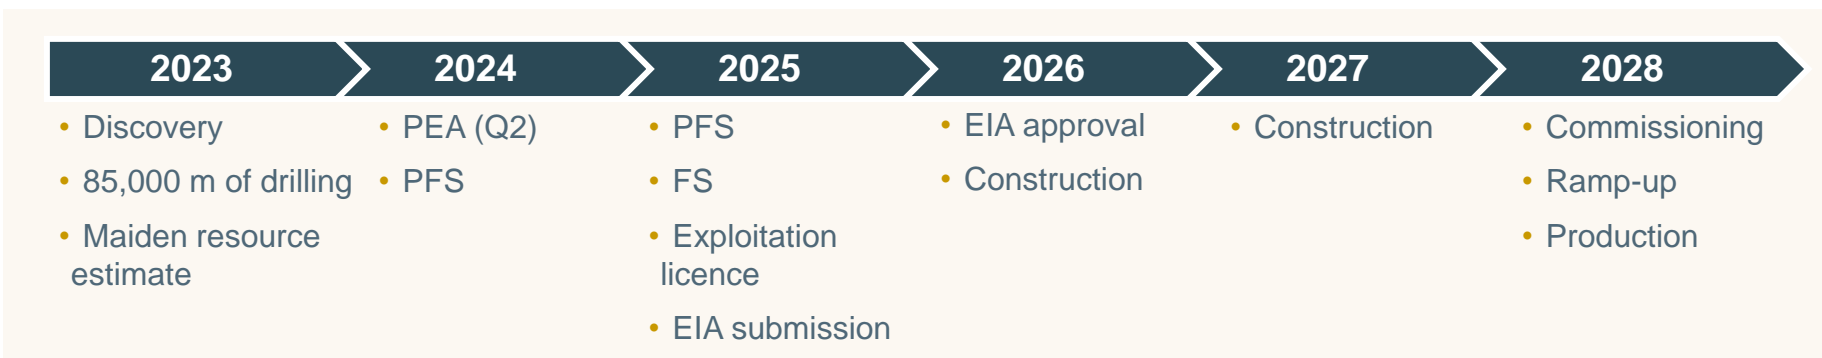 2023
• Discovery
• 85,000 m of drilling
• Maiden resource
estimate
2024
• PEA (Q2)
• PFS
2025
• PFS
• FS
• Exploitation
licence
• EIA submission
2026
• EIA approval
• Construction
2027
• Construction
2028
• Commissioning
• Ramp-up
• Production